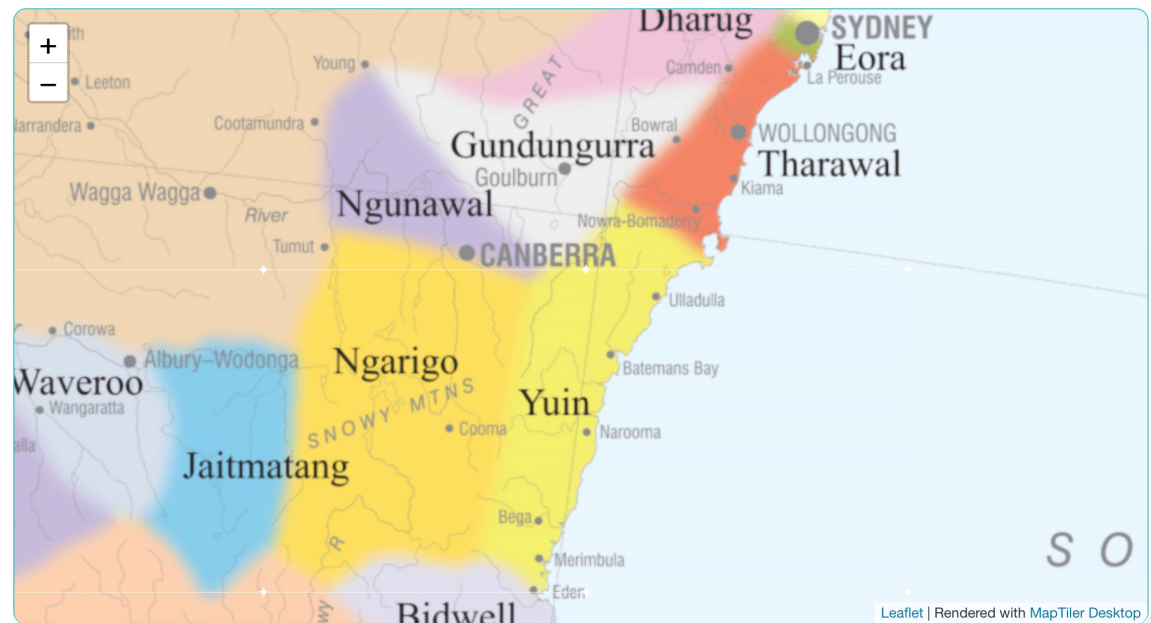 Dharug
SYDNEY
Eora
+
−
Leeton
Young
GREAT
Camden
La Perouse
Cootamundra
Bowral
WOLLONGONG
Gundungurra
Tharawal
Goulburn
Kiama
Wagga Wagga
River
Ngunawal
Nowra-Bomaderry
Tumut
CANBERRA
Ulladulla
Corowa
Albury–Wodonga
Ngarigo
Batemans Bay
Waveroo
Wangaratta
SNOWY MTNS
Yuin
Cooma
Narooma
Jaitmatang
Bega
R
Merimbula
Eden
S O
Bidwell
Leaflet | Rendered with MapTiler Desktop